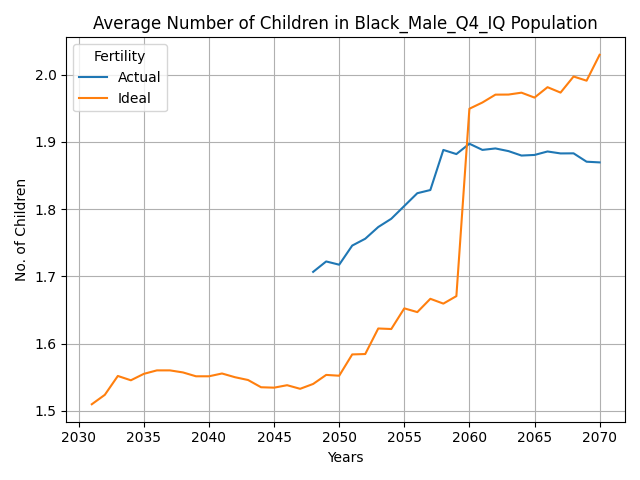 Average Number of Children in Black_Male_Q4_IQ Population
Fertility
Actual
Ideal
No. of Children
2.0
1.9
1.8
1.7
1.6
1.5
2030 2035 2040 2045 2050 2055 2060 2065 2070
Years